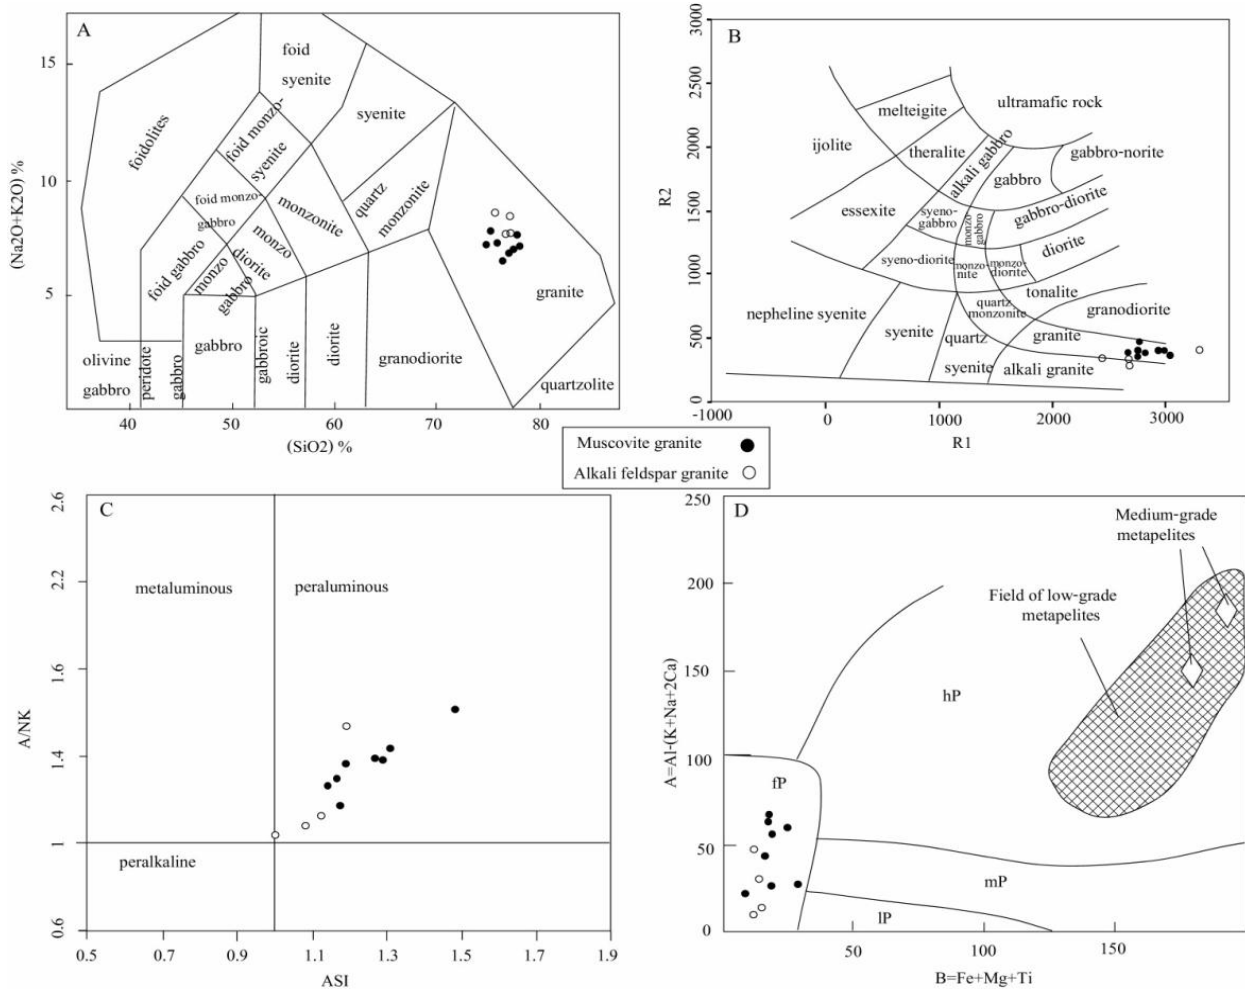 A
15
10
5
(Na2O+K2O) %
foidolites
foid
syenite
foid monzo-
syenite
syenite
foid monzo-
gabbro
monzonite
quartz
monzonite
foid gabbro
monzo
gabbro
monzo
diorite
granite
olivine
gabbro
peridote
gabbro
gabbro
gabbroic
diorite
diorite
granodiorite
quartzolite
40
50
60
70
80
(SiO2) %
B
3000
2500
2000
1500
1000
500
0
R2
ultramafic rock
melteigite
ijolite
theralite
alkali gabbro
gabbro-norite
gabbro
essexite
syeno-
gabbro
monzo
gabbro
gabbro-diorite
syeno-diorite
monzo-
nite
monzo-
diorite
diorite
tonalite
nepheline syenite
quartz
monzonite
granodiorite
syenite
quartz
syenite
granite
alkali granite
-1000
0
1000
2000
3000
R1
Muscovite granite
Alkali feldspar granite
C
2.6
2.2
1.6
1.4
1
0.6
A/NK
metaluminous
peraluminous
peralkaline
0.5
0.7
0.9
1.1
1.3
1.5
1.7
1.9
ASI
D
250
200
150
100
50
0
A=Al-(K+Na+2Ca)
Medium-grade
metapelites
Field of low-grade
metapelites
hP
fP
mP
lP
50
100
150
B=Fe+Mg+Ti